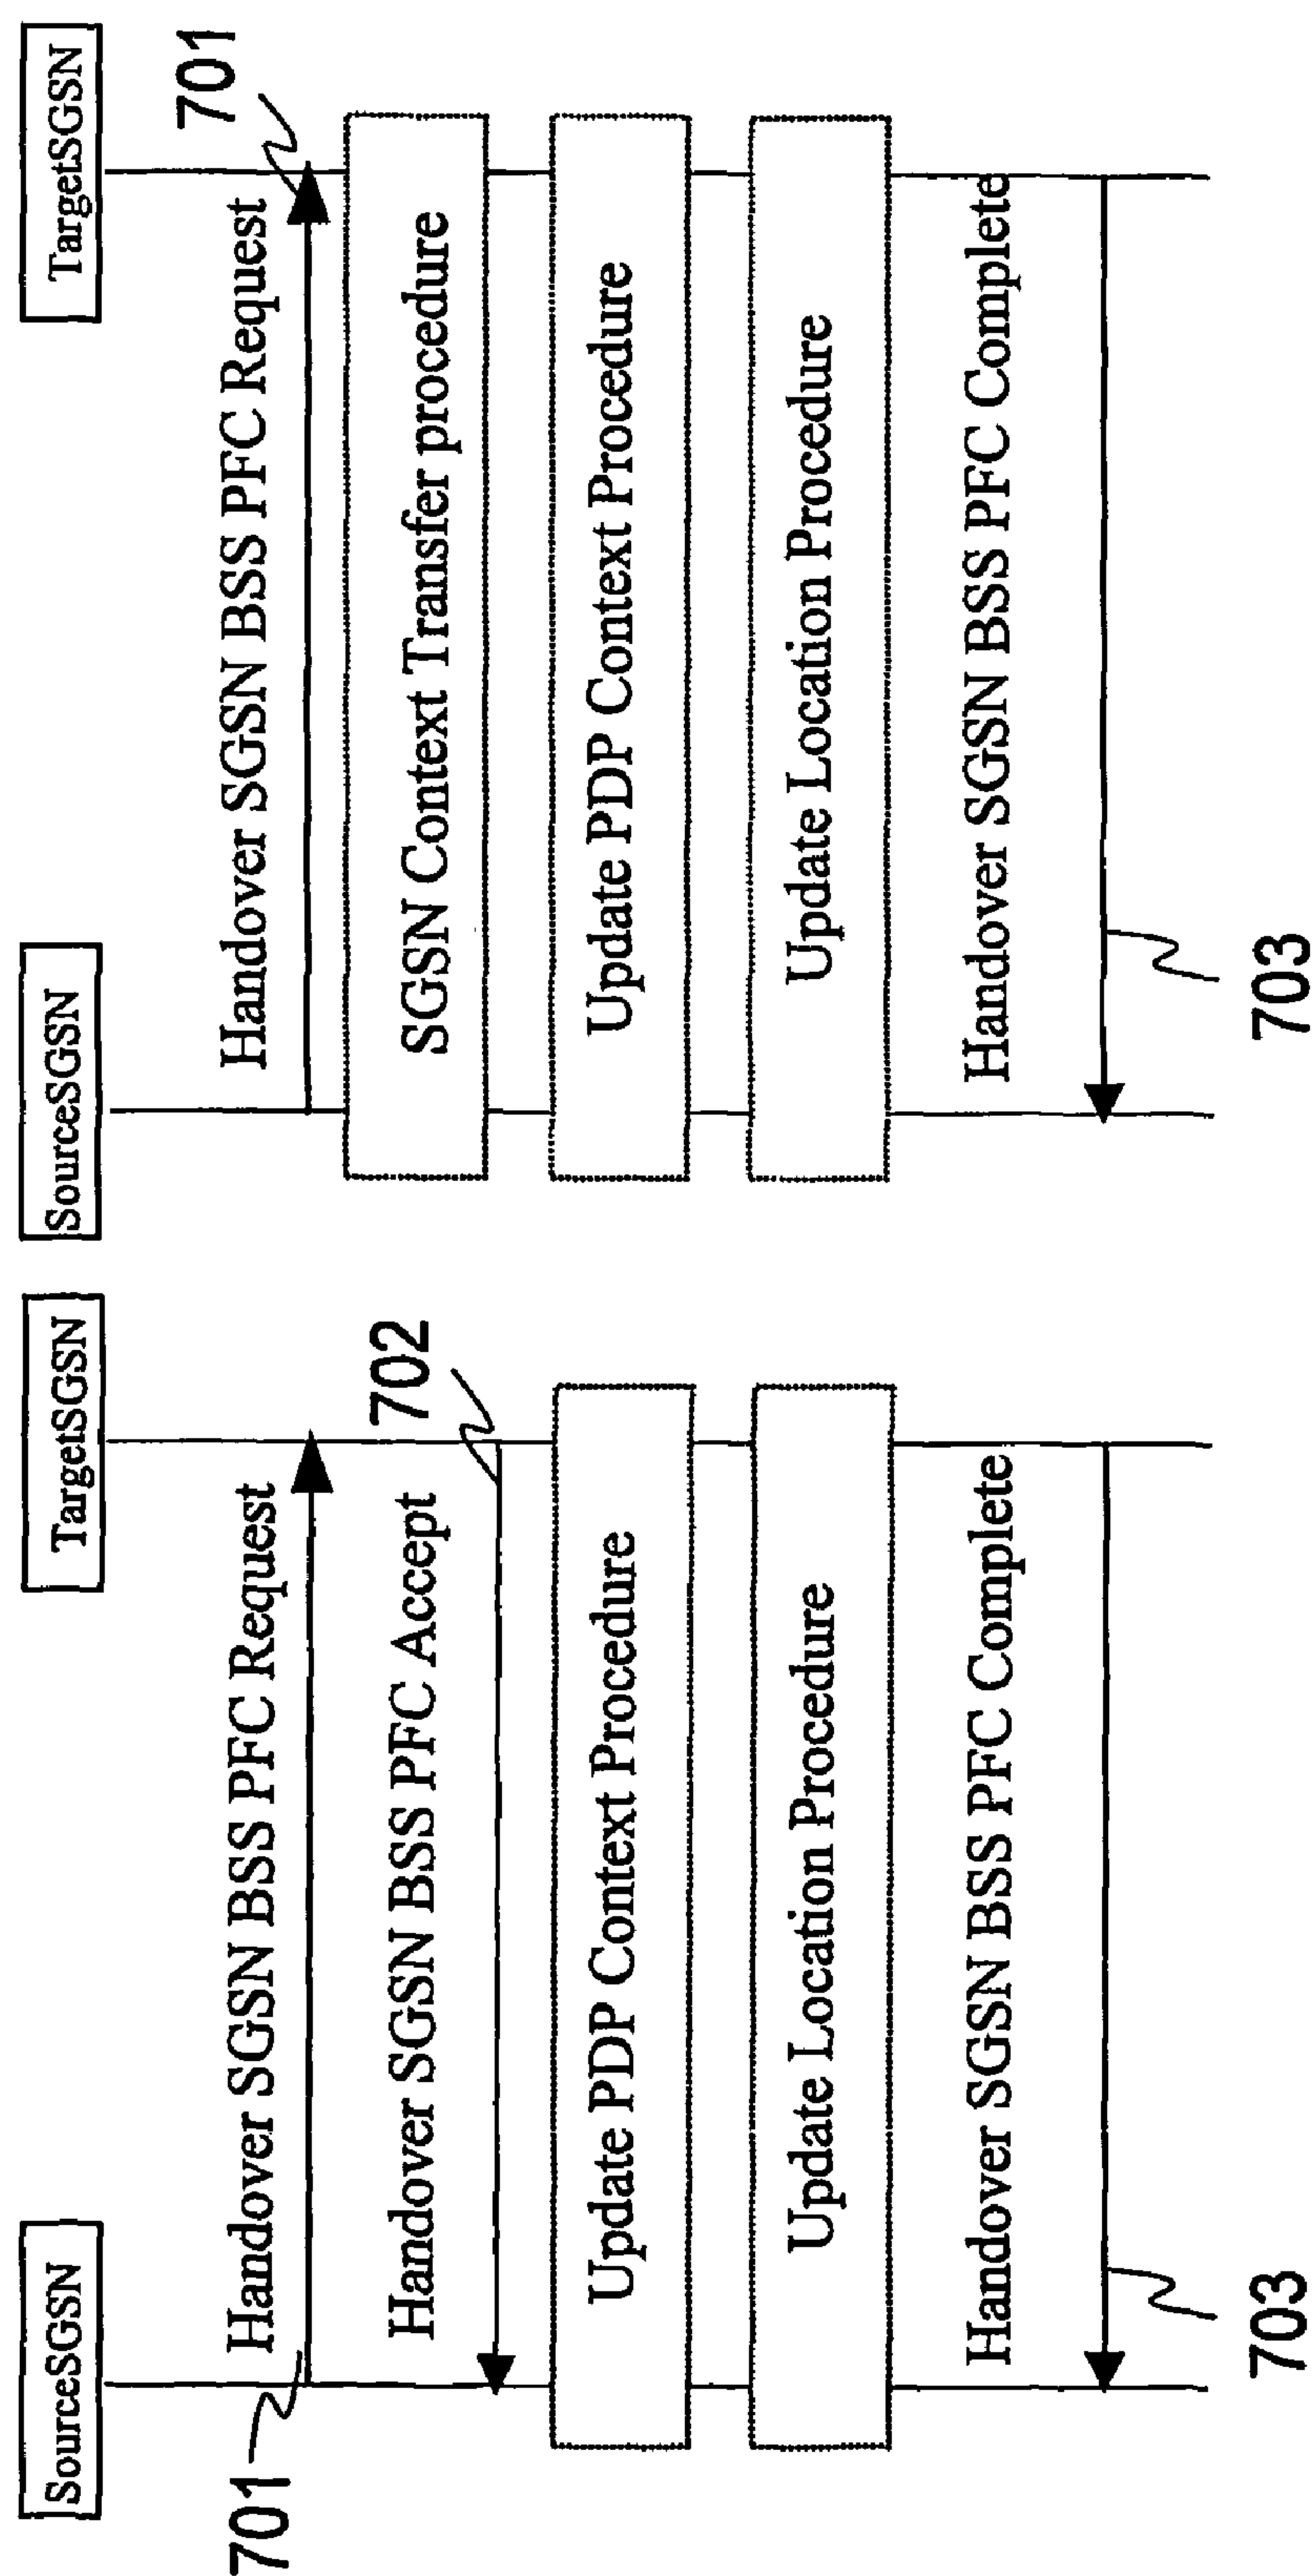 SourceSGSN
TargetSGSN
701
Handover SGSN BSS PFC Request
Handover SGSN BSS PFC Accept
702
Update PDP Context Procedure
Update Location Procedure
Handover SGSN BSS PFC Complete
703
SourceSGSN
TargetSGSN
Handover SGSN BSS PFC Request
701
SGSN Context Transfer procedure
Update PDP Context Procedure
Update Location Procedure
Handover SGSN BSS PFC Complete
703